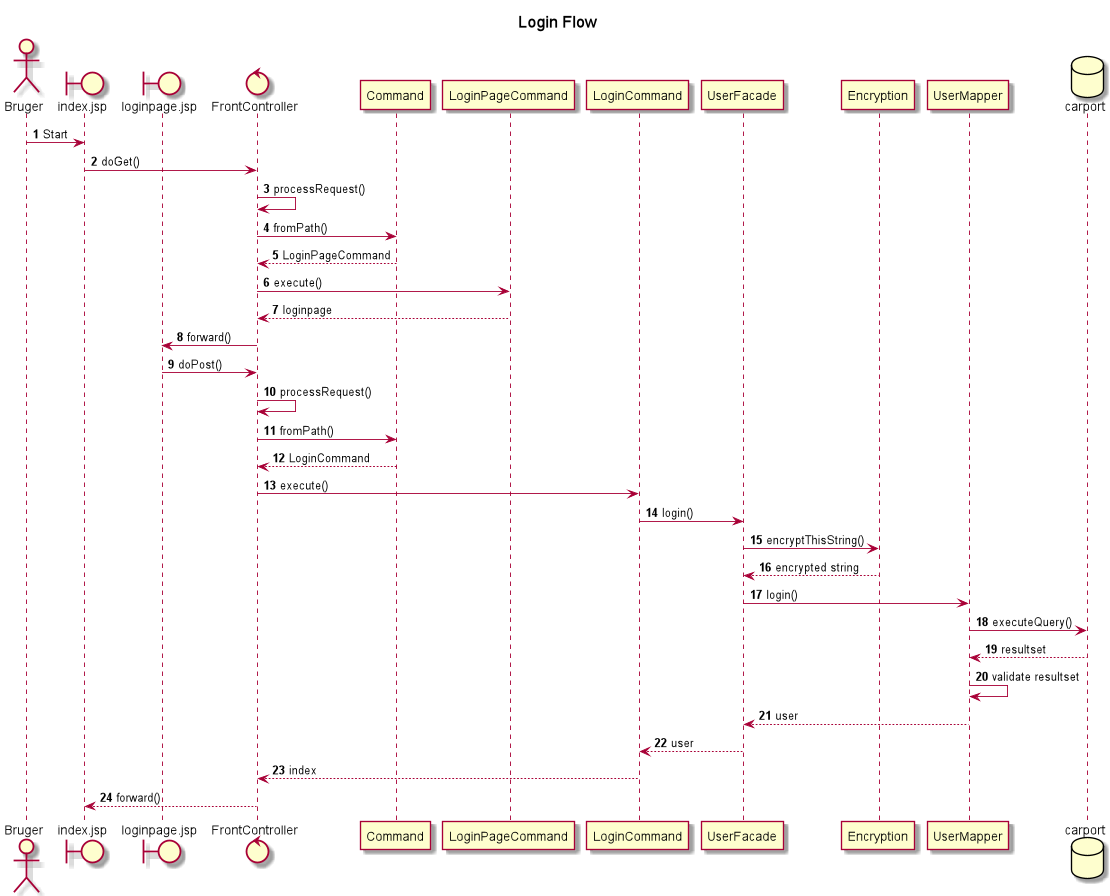 Login Flow
Bruger index.jsp loginpage.jsp FrontController Command LoginPageCommand LoginCommand UserFacade Encryption UserMapper carport
1 Start
2 doGet()
3 processRequest()
4 fromPath()
5 LoginPageCommand
6 execute()
7 loginpage
8 forward()
9 doPost()
10 processRequest()
11 fromPath()
12 LoginCommand
13 execute()
14 login()
15 encryptThisString()
16 encrypted string
17 login()
18 executeQuery()
19 resultset
20 validate resultset
21 user
22 user
23 index
24 forward()
Bruger index.jsp loginpage.jsp FrontController Command LoginPageCommand LoginCommand UserFacade Encryption UserMapper carport